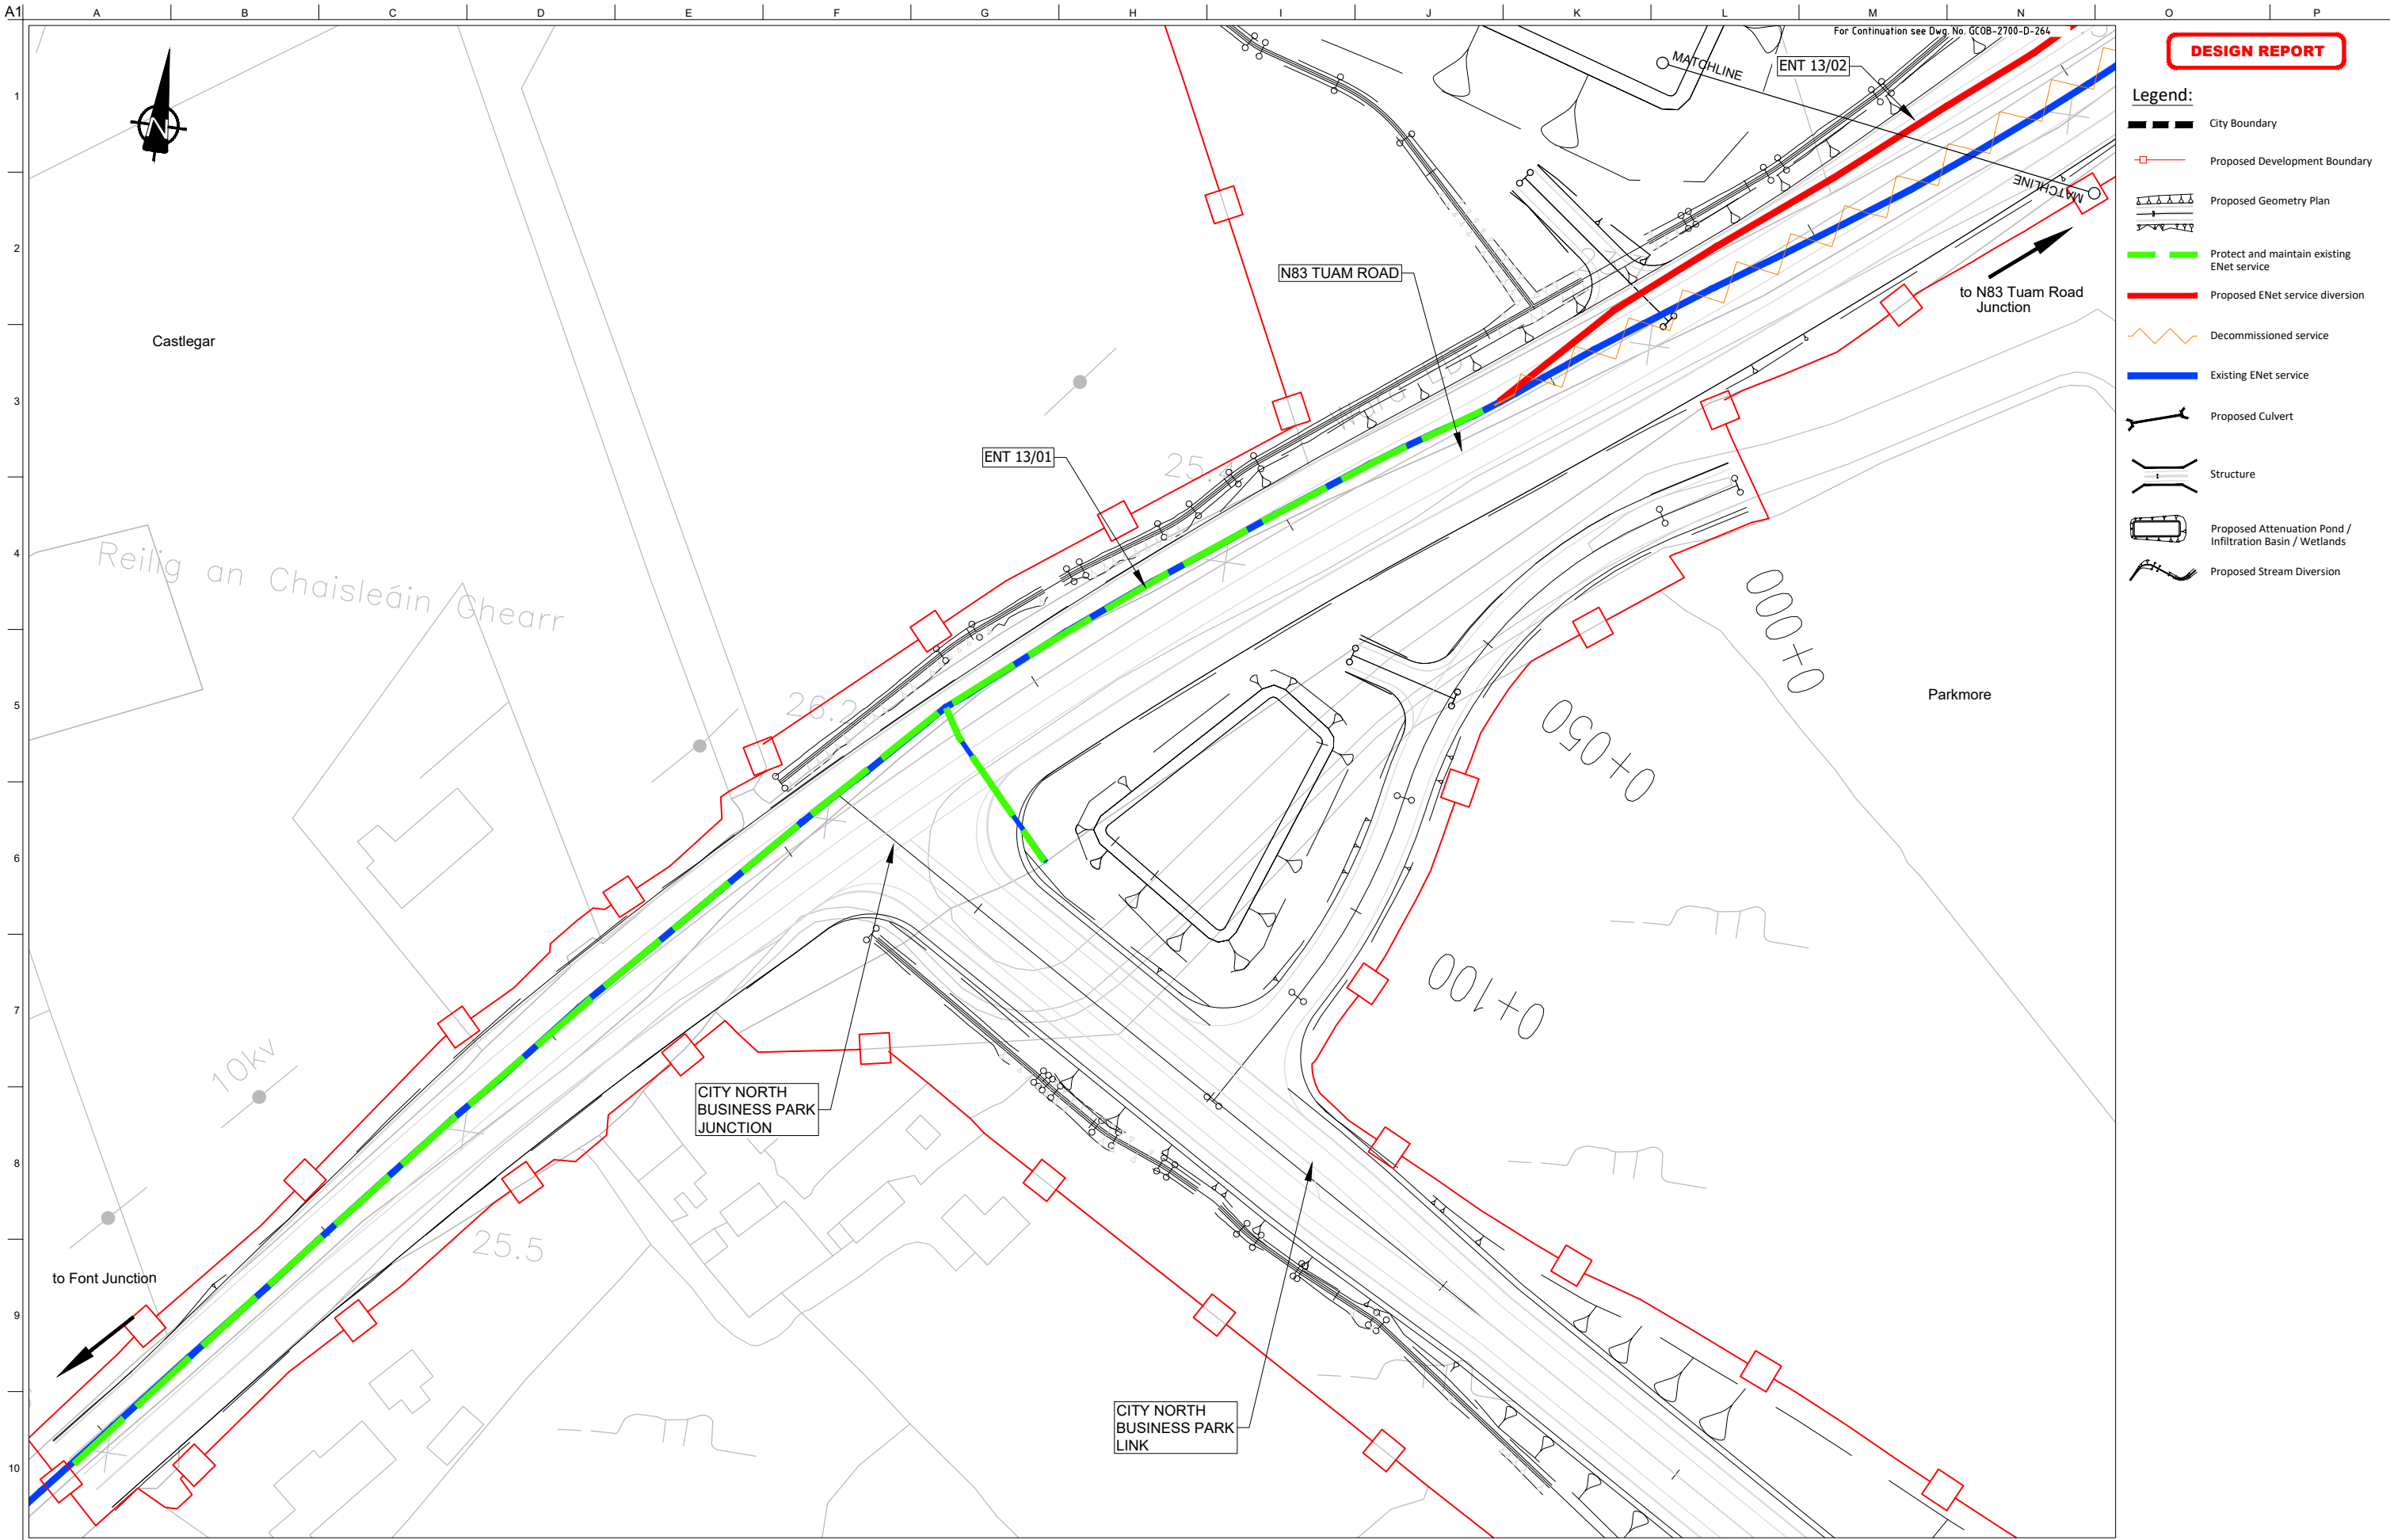 A1
A B C D E F G H I J K L M N O P
1
2
3
4
5
6
7
8
9
10
For Continuation see Dwg. No. GCOB-2700-D-264
MATCHLINE
ENT 13/02
MATCHLINE
N
N83 TUAM ROAD
to N83 Tuam Road
Junction
Castlegar
ENT 13/01
25.
Reilig an Chaisleáin Ghearr
26.2
0+000
0+050
Parkmore
0+100
10kv
CITY NORTH
BUSINESS PARK
JUNCTION
25.5
to Font Junction
CITY NORTH
BUSINESS PARK
LINK
DESIGN REPORT
Legend:
City Boundary
Proposed Development Boundary
Proposed Geometry Plan
Protect and maintain existing
ENet service
Proposed ENet service diversion
Decommissioned service
Existing ENet service
Proposed Culvert
Structure
Proposed Attenuation Pond /
Infiltration Basin / Wetlands
Proposed Stream Diversion